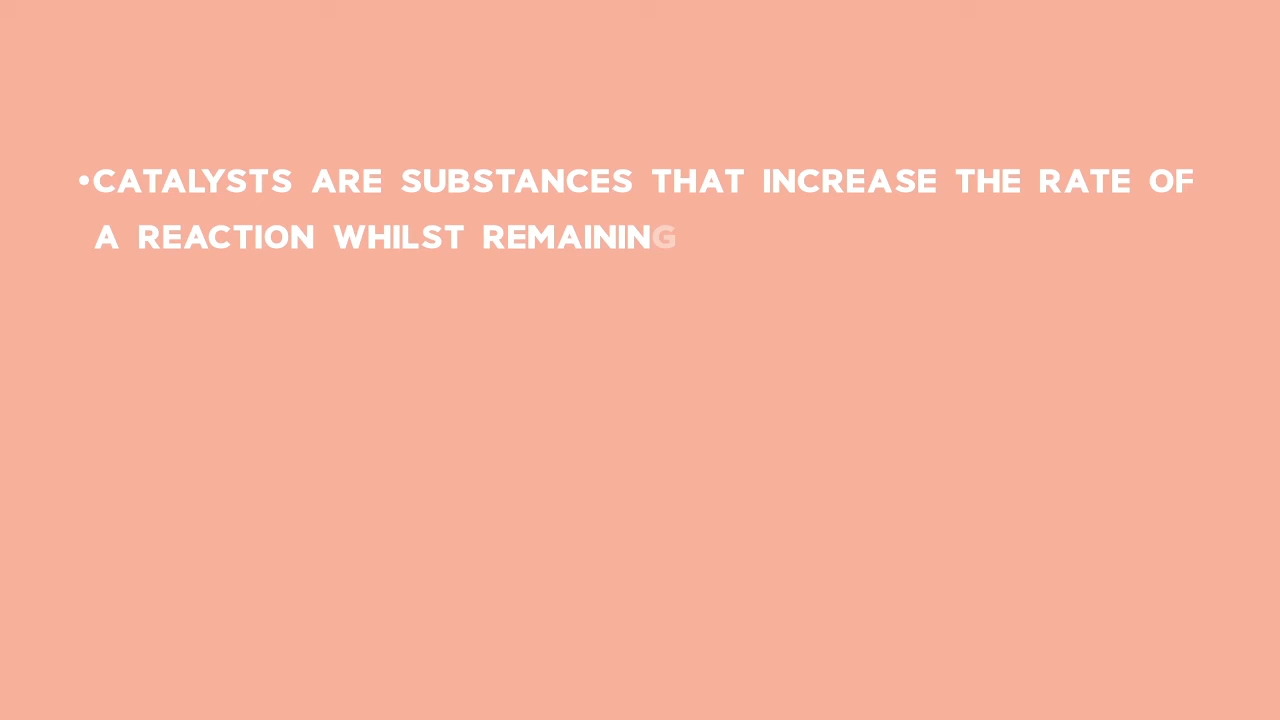 •CATALYSTS ARE SUBSTANCES THAT INCREASE THE RATE OF
A REACTION WHILST REMAINING